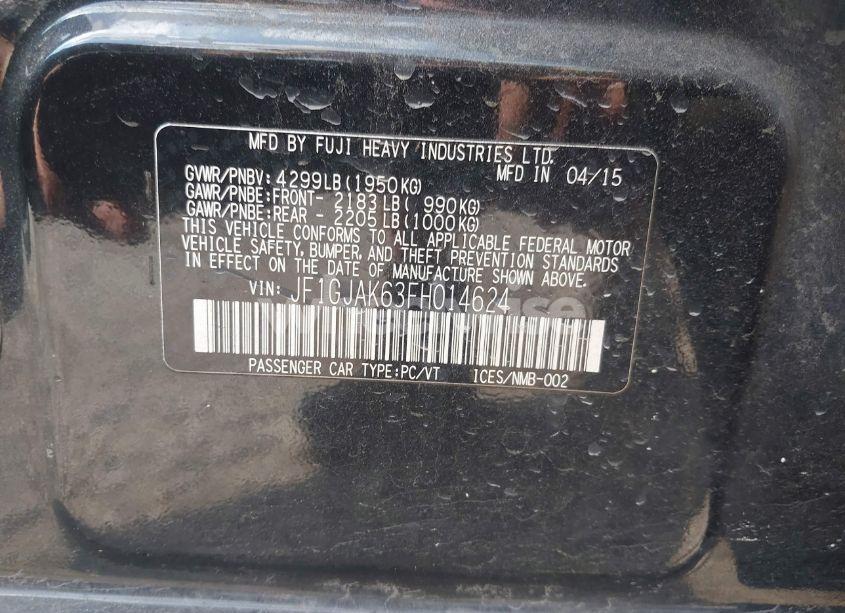 MFD BY FUJI HEAVY INDUSTRIES LTD.
GVWR/PNBV: 4299LB(1950KG) MFD IN 04/15
GAWR/PNBE:FRONT- 2183LB( 990KG)
GAWR/PNBE:REAR - 2205LB(1000KG)
THIS VEHICLE CONFORMS TO ALL APPLICABLE FEDERAL MOTOR
VEHICLE SAFETY, BUMPER, AND THEFT PREVENTION STANDARDS
IN EFFECT ON THE DATE OF MANUFACTURE SHOWN ABOVE.
VIN: JF1GJAK63FH014624
PASSENGER CAR TYPE:PC/VT ICES/NMB-002